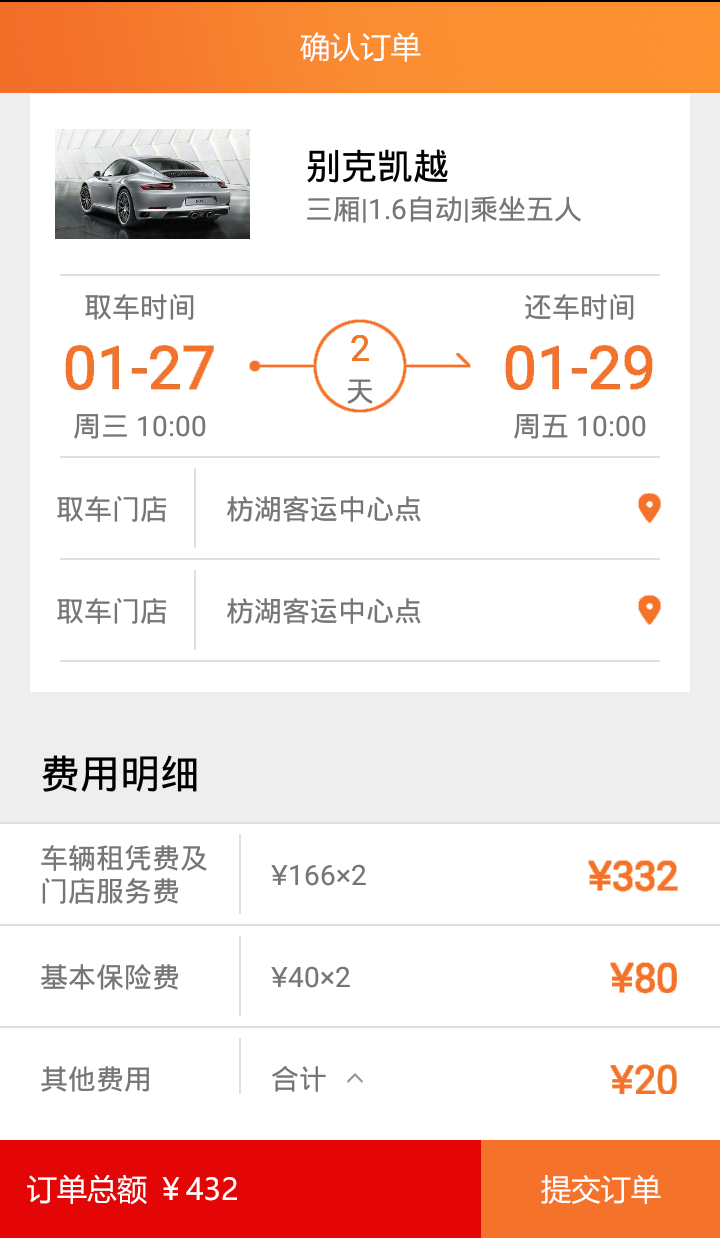 确认订单
别克凯越
三厢|1.6自动|乘坐五人
取车时间
还车时间
01-27
2
天
01-29
周三 10:00
周五 10:00
取车门店
枋湖客运中心点
取车门店
枋湖客运中心点
费用明细
车辆租凭费及
门店服务费
¥166×2
¥332
基本保险费
¥40×2
¥80
其他费用
合计
¥20
订单总额 ¥432
提交订单